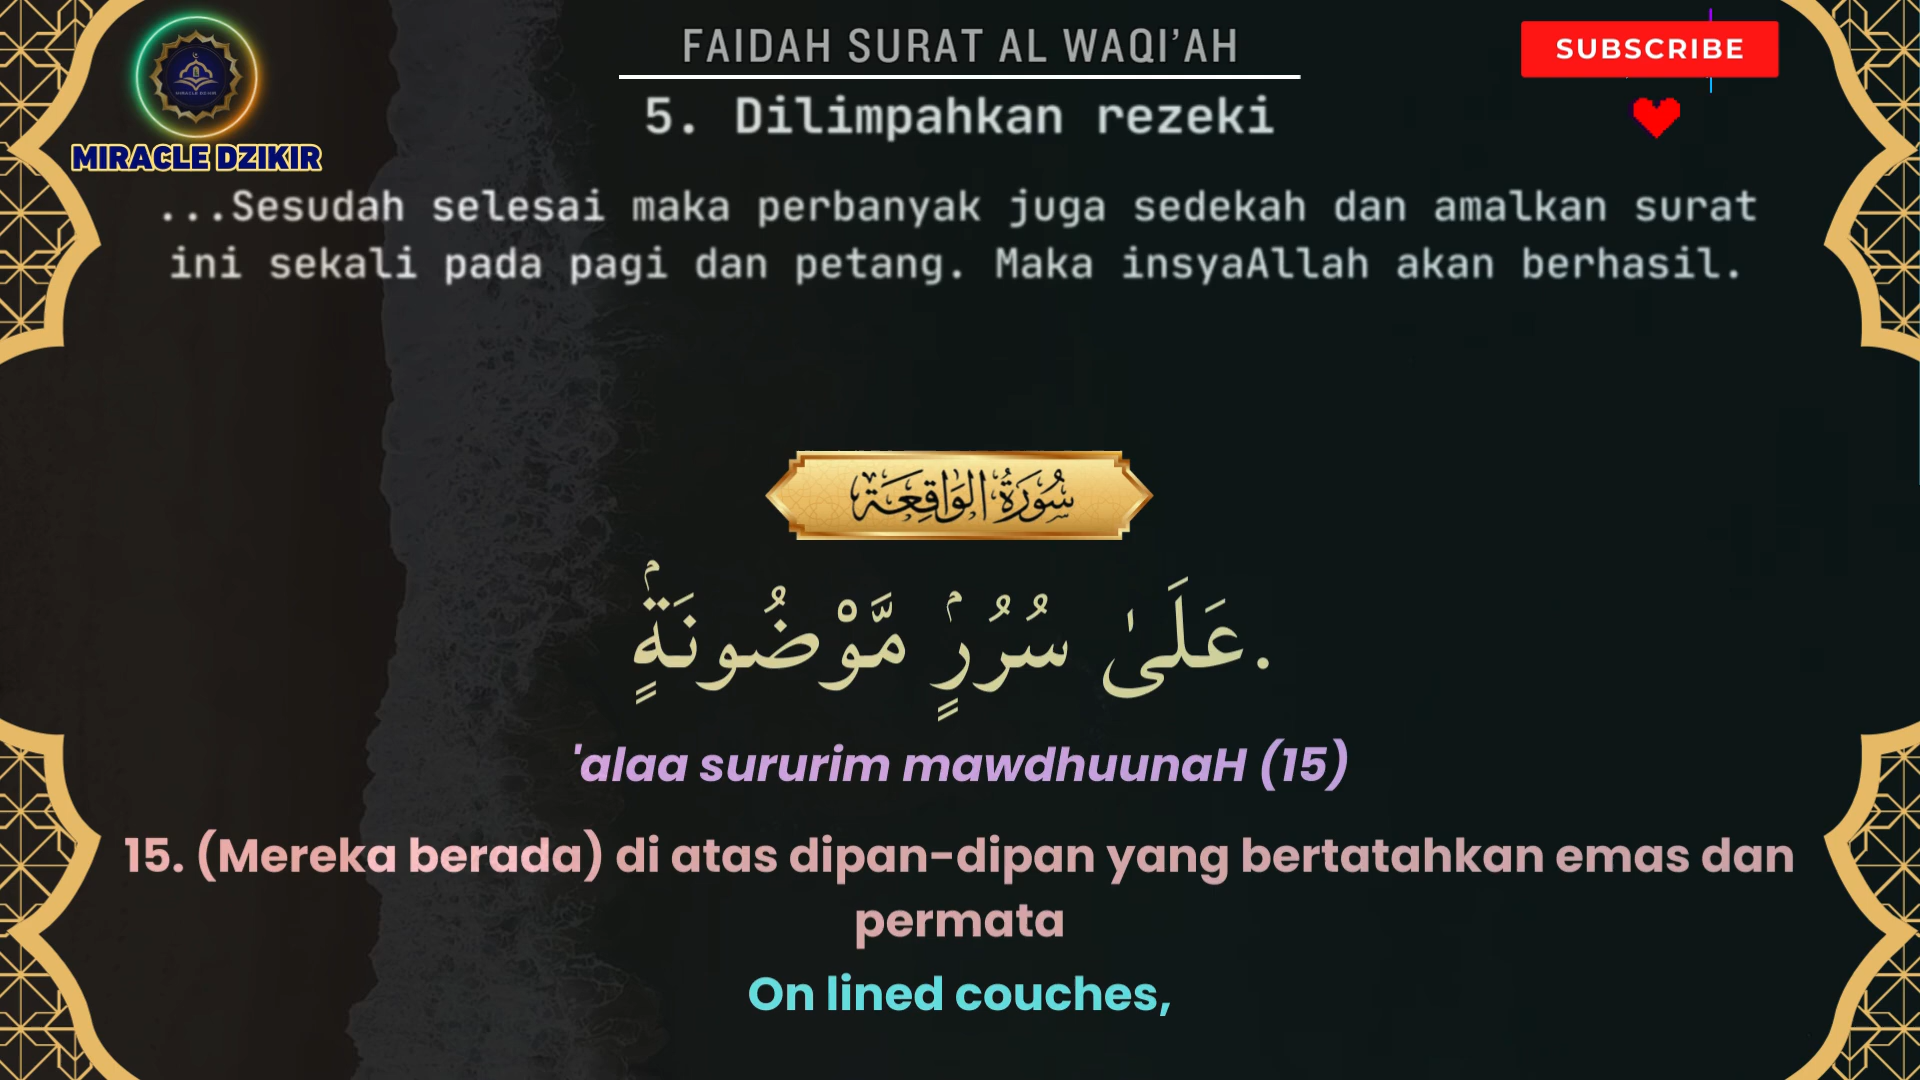 FAIDAH SURAT AL WAQI’AH
SUBSCRIBE
5. Dilimpahkan rezeki
MIRACLE DZIKIR
...Sesudah selesai maka perbanyak juga sedekah dan amalkan surat
ini sekali pada pagi dan petang. Maka insyaAllah akan berhasil.
سُورَةُ الوَاقِعَة
.عَلَىٰ سُرُرٍۢ مَّوْضُونَةٍۢ
'alaa sururim mawdhuunaH (15)
15. (Mereka berada) di atas dipan-dipan yang bertatahkan emas dan
permata
On lined couches,